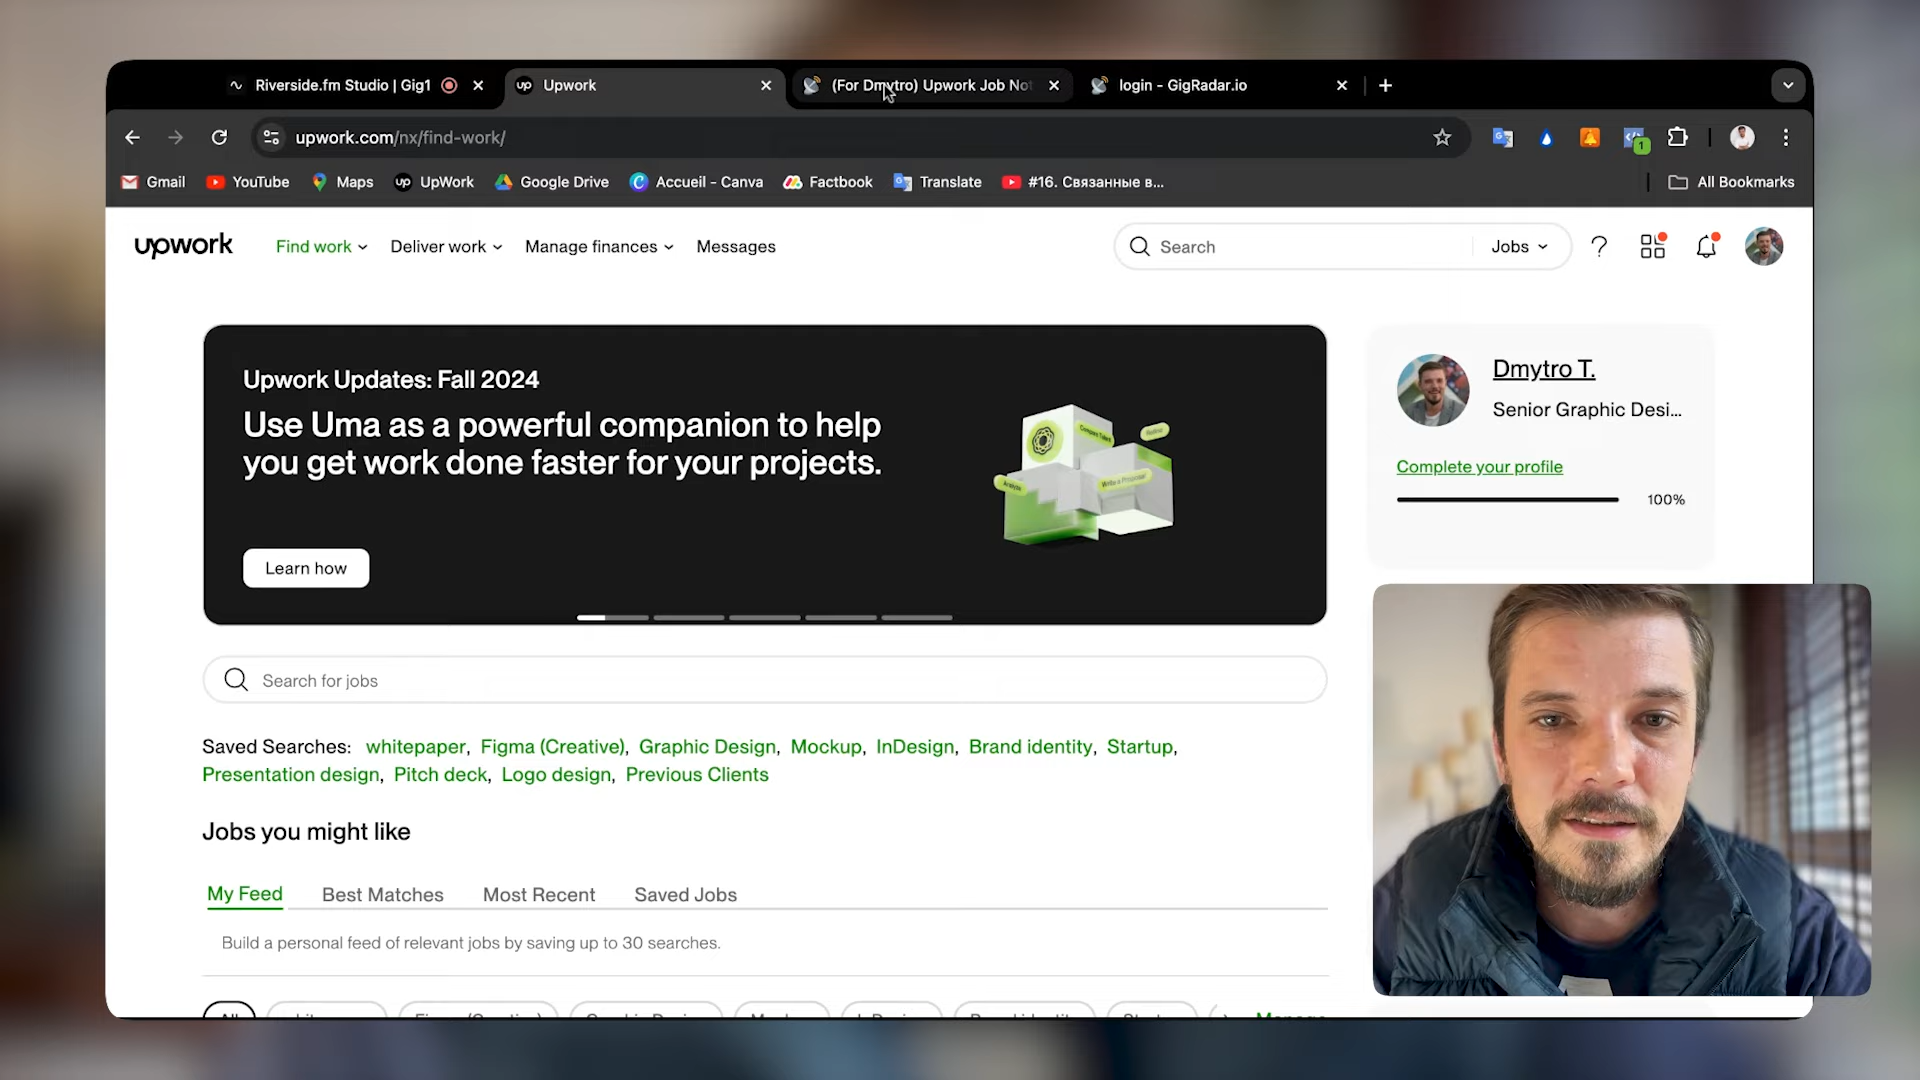 Riverside.fm Studio | Gig1
Upwork
(For Dmytro) Upwork Job Not
login - GigRadar.io
upwork.com/nx/find-work/
1
Gmail
YouTube
Maps
UpWork
Google Drive
Accueil - Canva
Factbook
Translate
#16. Связанные в...
All Bookmarks
upwork
Find work
Deliver work
Manage finances
Messages
Search
Jobs
Upwork Updates: Fall 2024
Use Uma as a powerful companion to help
you get work done faster for your projects.
Learn how
Dmytro T.
Senior Graphic Desi...
Complete your profile
100%
Search for jobs
Saved Searches: whitepaper, Figma (Creative), Graphic Design, Mockup, InDesign, Brand identity, Startup,
Presentation design, Pitch deck, Logo design, Previous Clients
Jobs you might like
My Feed
Best Matches
Most Recent
Saved Jobs
Build a personal feed of relevant jobs by saving up to 30 searches.